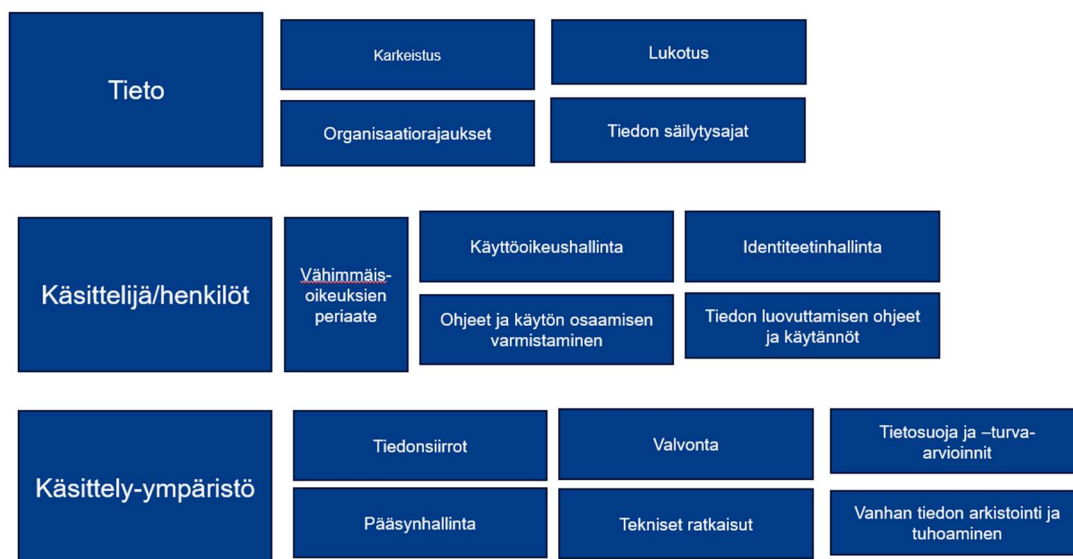 Tieto
Karkeistus
Lukotus
Organisaatiorajaukset
Tiedon säilytysajat
Käsittelijä/henkilöt
Vähimmäis-
oikeuksien
periaate
Käyttöoikeushallinta
Identiteetinhallinta
Ohjeet ja käytön osaamisen
varmistaminen
Tiedon luovuttamisen ohjeet
ja käytännöt
Käsittely-ympäristö
Tiedonsiirrot
Valvonta
Tietosuoja ja –turva-
arvioinnit
Pääsynhallinta
Tekniset ratkaisut
Vanhan tiedon arkistointi ja
tuhoaminen